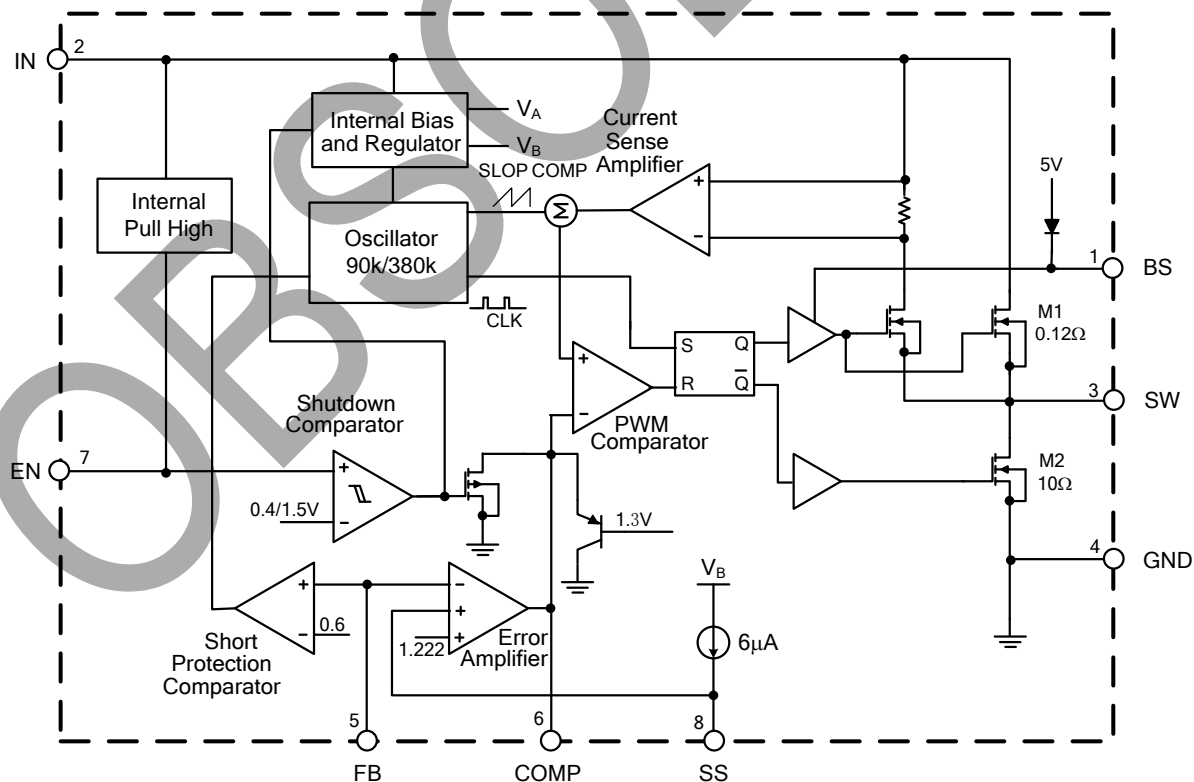 OBSOL
IN
2
Internal Bias
and Regulator
VA
VB
Current
Sense
Amplifier
SLOP COMP
Σ
+
−
5V
Internal
Pull High
Oscillator
90k/380k
CLK
1
BS
M1
0.12Ω
S
Q
R
Q
+
−
PWM
Comparator
3
SW
Shutdown
Comparator
EN
7
+
−
0.4/1.5V
M2
10Ω
1.3V
4
GND
VB
6μA
+
−
0.6
Short
Protection
Comparator
−
+
+
1.222
Error
Amplifier
5
6
8
FB
COMP
SS